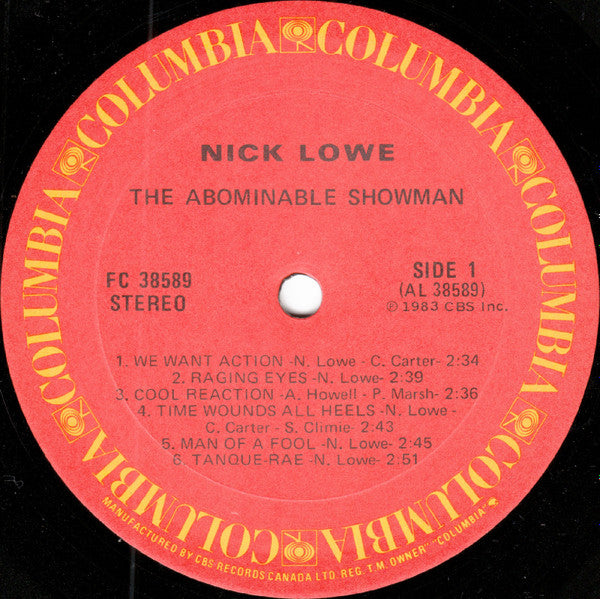 COLUMBIA COLUMBIA COLUMBIA COLUMBIA COLUMBIA COLUMBIA
NICK LOWE
THE ABOMINABLE SHOWMAN
FC 38589
STEREO
SIDE 1
(AL 38589)
℗ 1983 CBS Inc.
1. WE WANT ACTION -N. Lowe - C. Carter- 2:34
2. RAGING EYES -N. Lowe- 2:39
3. COOL REACTION -A. Howell - P. Marsh- 2:36
4. TIME WOUNDS ALL HEELS -N. Lowe -
C. Carter - S. Climie- 2:43
5. MAN OF A FOOL -N. Lowe- 2:45
6. TANQUE-RAE -N. Lowe- 2:51
MANUFACTURED BY CBS RECORDS CANADA LTD. REG. T.M. OWNER "COLUMBIA"